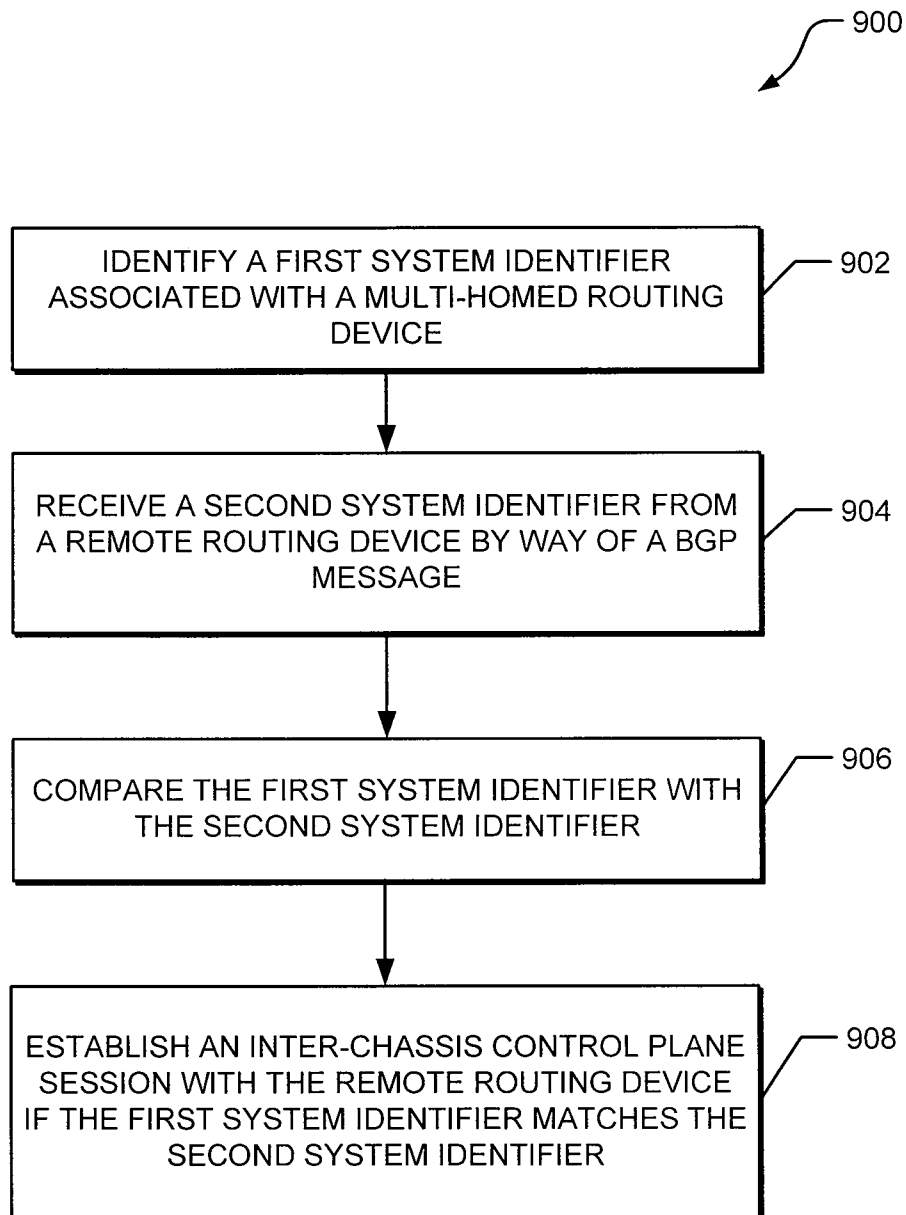 900
IDENTIFY A FIRST SYSTEM IDENTIFIER
ASSOCIATED WITH A MULTI-HOMED ROUTING
DEVICE
902
RECEIVE A SECOND SYSTEM IDENTIFIER FROM
A REMOTE ROUTING DEVICE BY WAY OF A BGP
MESSAGE
904
COMPARE THE FIRST SYSTEM IDENTIFIER WITH
THE SECOND SYSTEM IDENTIFIER
906
ESTABLISH AN INTER-CHASSIS CONTROL PLANE
SESSION WITH THE REMOTE ROUTING DEVICE
IF THE FIRST SYSTEM IDENTIFIER MATCHES THE
SECOND SYSTEM IDENTIFIER
908